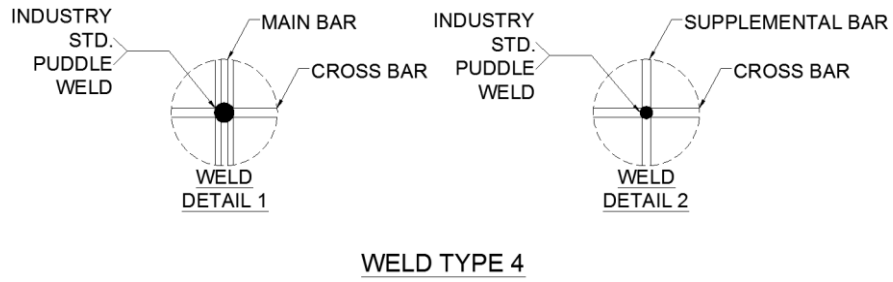 INDUSTRY
STD.
PUDDLE
WELD
MAIN BAR
CROSS BAR
WELD
DETAIL 1
INDUSTRY
STD.
PUDDLE
WELD
SUPPLEMENTAL BAR
CROSS BAR
WELD
DETAIL 2
WELD TYPE 4